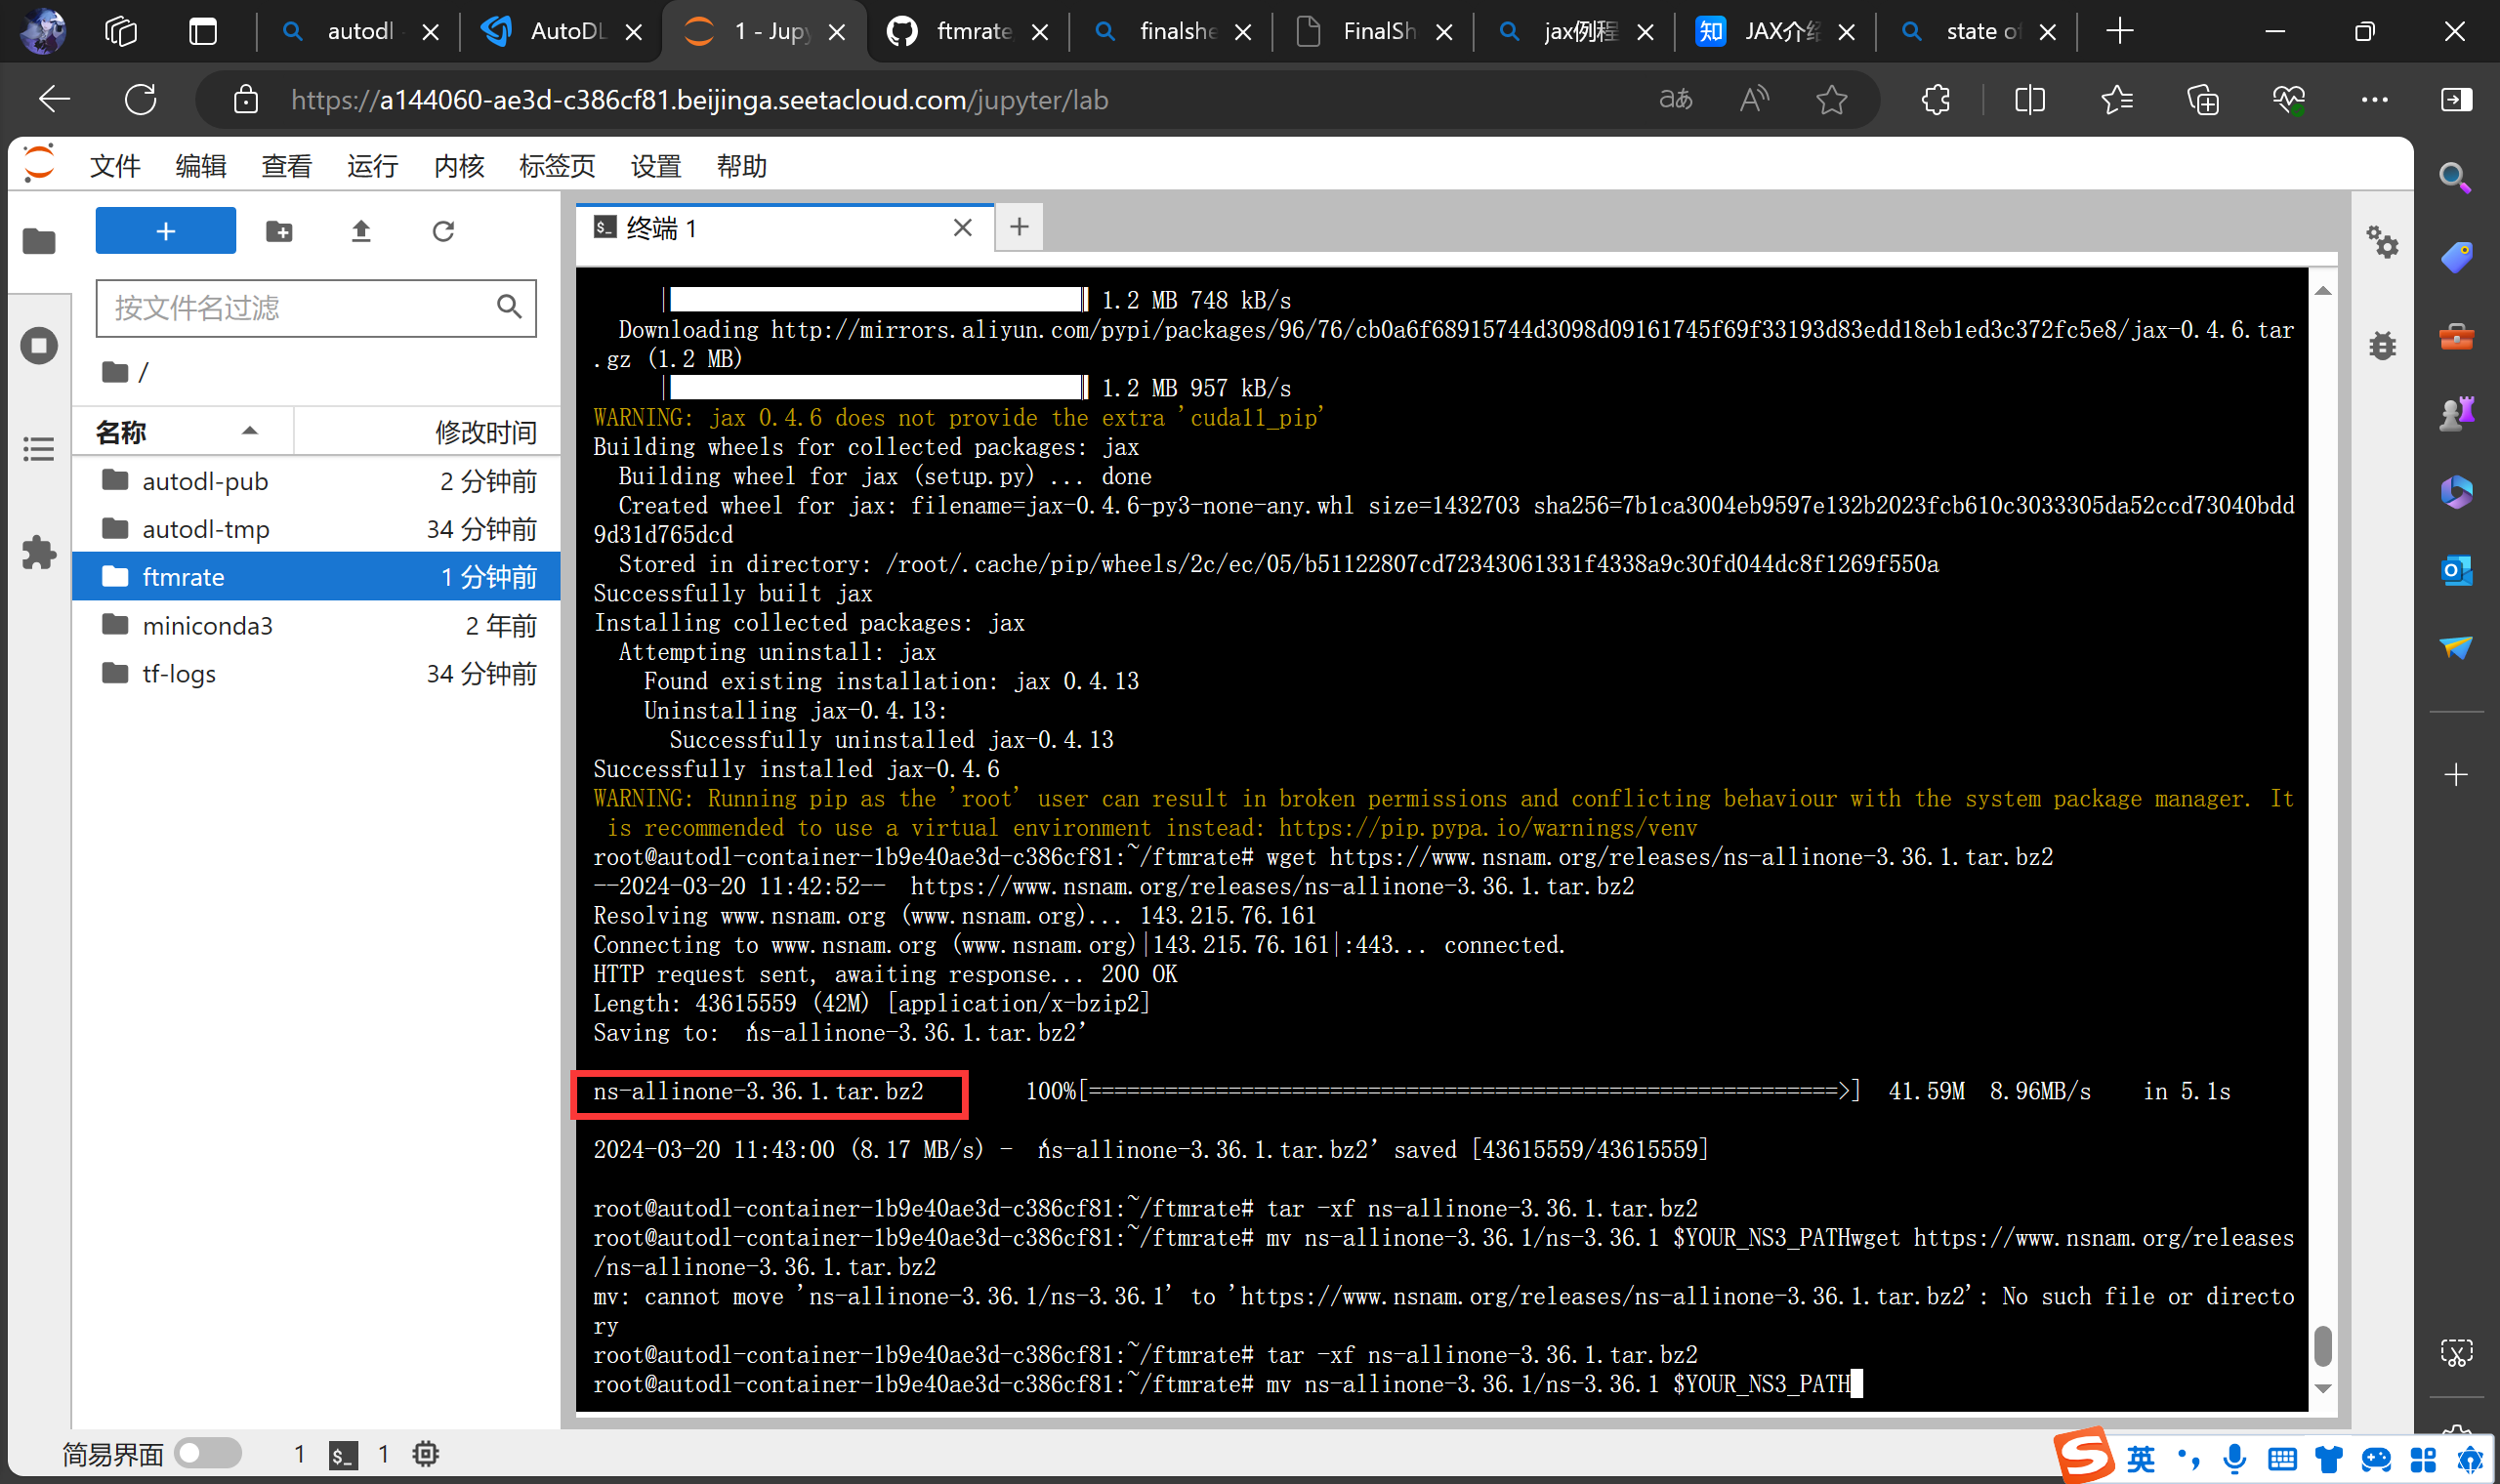 autodl
AutoDL
1 - Jupy
ftmrate
finalshe
FinalSh
jax例程
知
JAX介绍
state of
https://a144060-ae3d-c386cf81.beijinga.seetacloud.com/jupyter/lab
文件
编辑
查看
运行
内核
标签页
设置
帮助
终端 1
按文件名过滤
/
名称
修改时间
autodl-pub
2 分钟前
autodl-tmp
34 分钟前
ftmrate
1 分钟前
miniconda3
2 年前
tf-logs
34 分钟前
1.2 MB 748 kB/s
Downloading http://mirrors.aliyun.com/pypi/packages/96/76/cb0a6f68915744d3098d09161745f69f33193d83edd18eb1ed3c372fc5e8/jax-0.4.6.tar
.gz (1.2 MB)
1.2 MB 957 kB/s
WARNING: jax 0.4.6 does not provide the extra 'cuda11_pip'
Building wheels for collected packages: jax
Building wheel for jax (setup.py) ... done
Created wheel for jax: filename=jax-0.4.6-py3-none-any.whl size=1432703 sha256=7b1ca3004eb9597e132b2023fcb610c3033305da52ccd73040bdd
9d31d765dcd
Stored in directory: /root/.cache/pip/wheels/2c/ec/05/b51122807cd72343061331f4338a9c30fd044dc8f1269f550a
Successfully built jax
Installing collected packages: jax
Attempting uninstall: jax
Found existing installation: jax 0.4.13
Uninstalling jax-0.4.13:
Successfully uninstalled jax-0.4.13
Successfully installed jax-0.4.6
WARNING: Running pip as the 'root' user can result in broken permissions and conflicting behaviour with the system package manager. It
is recommended to use a virtual environment instead: https://pip.pypa.io/warnings/venv
root@autodl-container-1b9e40ae3d-c386cf81:~/ftmrate# wget https://www.nsnam.org/releases/ns-allinone-3.36.1.tar.bz2
--2024-03-20 11:42:52-- https://www.nsnam.org/releases/ns-allinone-3.36.1.tar.bz2
Resolving www.nsnam.org (www.nsnam.org)... 143.215.76.161
Connecting to www.nsnam.org (www.nsnam.org)|143.215.76.161|:443... connected.
HTTP request sent, awaiting response... 200 OK
Length: 43615559 (42M) [application/x-bzip2]
Saving to: ‘ns-allinone-3.36.1.tar.bz2’
ns-allinone-3.36.1.tar.bz2 100%[===========================================================>] 41.59M 8.96MB/s in 5.1s
2024-03-20 11:43:00 (8.17 MB/s) - ‘ns-allinone-3.36.1.tar.bz2’ saved [43615559/43615559]
root@autodl-container-1b9e40ae3d-c386cf81:~/ftmrate# tar -xf ns-allinone-3.36.1.tar.bz2
root@autodl-container-1b9e40ae3d-c386cf81:~/ftmrate# mv ns-allinone-3.36.1/ns-3.36.1 $YOUR_NS3_PATHwget https://www.nsnam.org/releases
/ns-allinone-3.36.1.tar.bz2
mv: cannot move 'ns-allinone-3.36.1/ns-3.36.1' to 'https://www.nsnam.org/releases/ns-allinone-3.36.1.tar.bz2': No such file or directo
ry
root@autodl-container-1b9e40ae3d-c386cf81:~/ftmrate# tar -xf ns-allinone-3.36.1.tar.bz2
root@autodl-container-1b9e40ae3d-c386cf81:~/ftmrate# mv ns-allinone-3.36.1/ns-3.36.1 $YOUR_NS3_PATH
简易界面
1
1
英